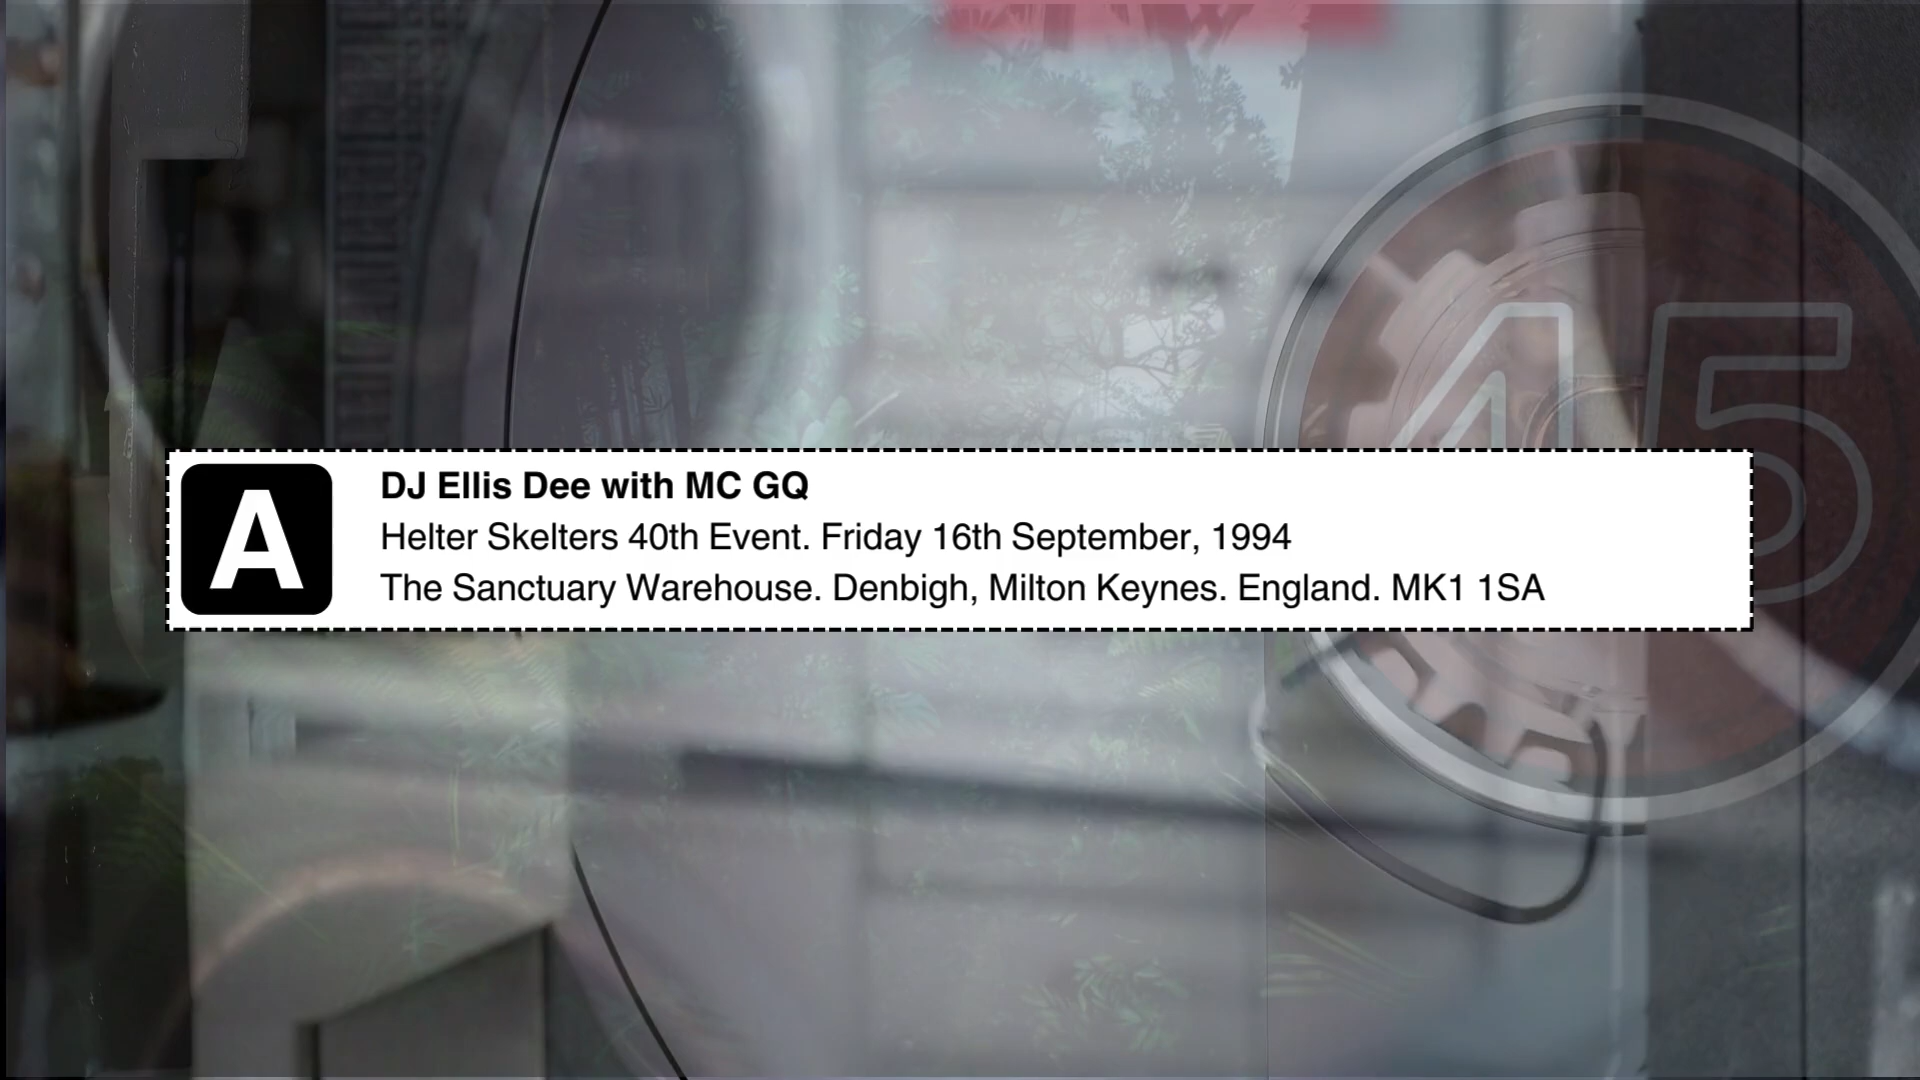 A
DJ Ellis Dee with MC GQ
Helter Skelters 40th Event. Friday 16th September, 1994
The Sanctuary Warehouse. Denbigh, Milton Keynes. England. MK1 1SA
45